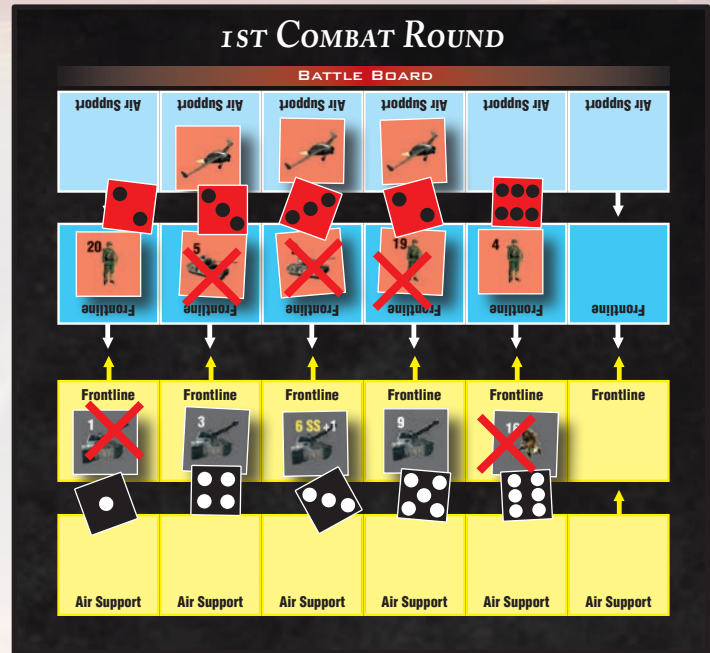 1ST COMBAT ROUND
BATTLE BOARD
Air Support Air Support Air Support Air Support Air Support Air Support
20 5 19 4
Frontline Frontline Frontline Frontline Frontline Frontline
Frontline Frontline Frontline Frontline Frontline Frontline
1 3 6 SS +1 9 16
Air Support Air Support Air Support Air Support Air Support Air Support